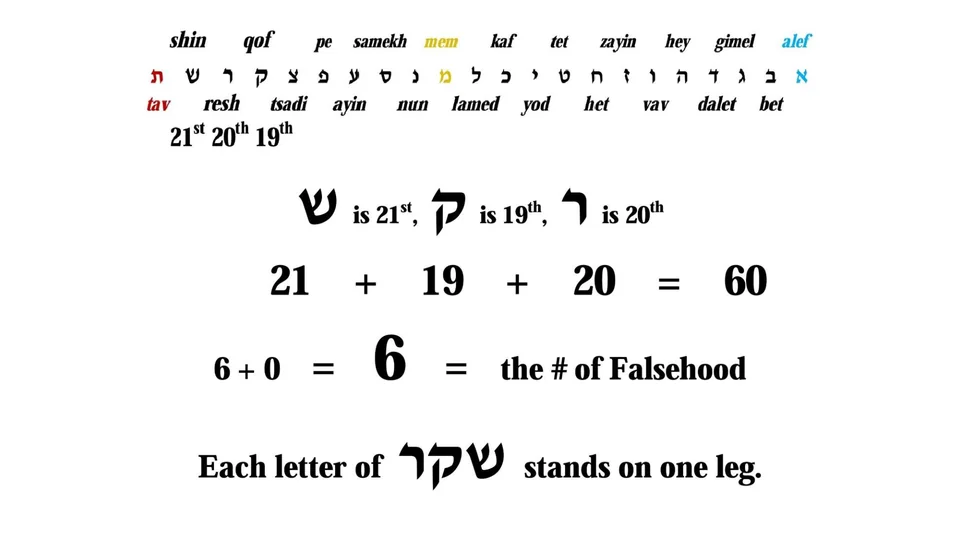 shin qof pe samekh mem kaf tet zayin hey gimel alef
א ב ג ד ה ו ז ח ט י כ ל מ נ ס ע פ צ ק ר ש ת
tav resh tsadi ayin nun lamed yod het vav dalet bet
21st 20th 19th
ש is 21st, ק is 19th, ר is 20th
21 + 19 + 20 = 60
6 + 0 = 6 = the # of Falsehood
Each letter of שקר stands on one leg.